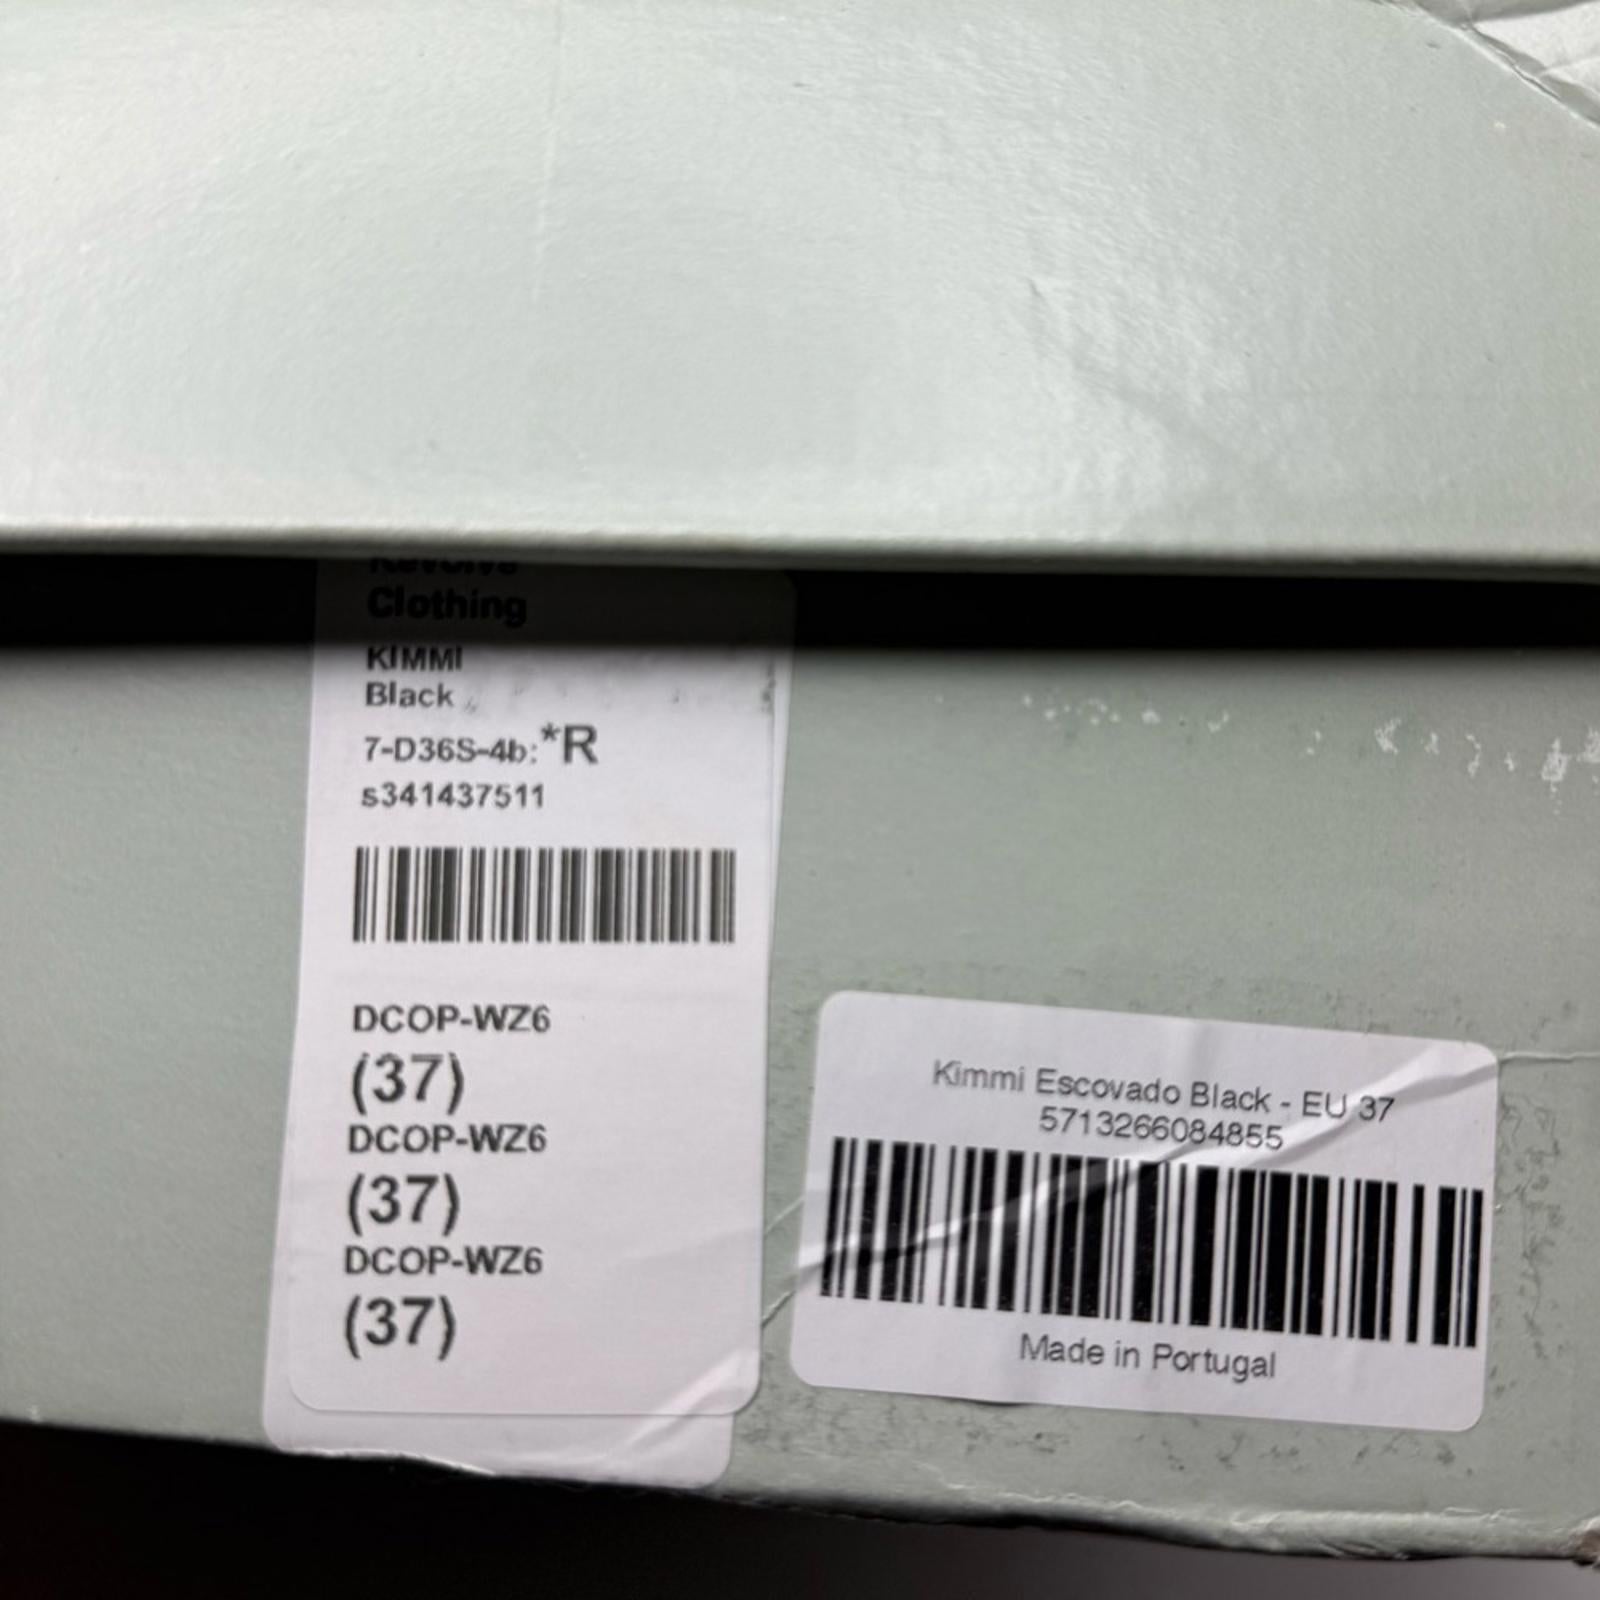 Revolve
Clothing
KIMMI
Black
7-D36S-4b:*R
s341437511
DCOP-WZ6
(37)
DCOP-WZ6
(37)
DCOP-WZ6
(37)
Kimmi Escovado Black - EU 37
5713266084855
Made in Portugal